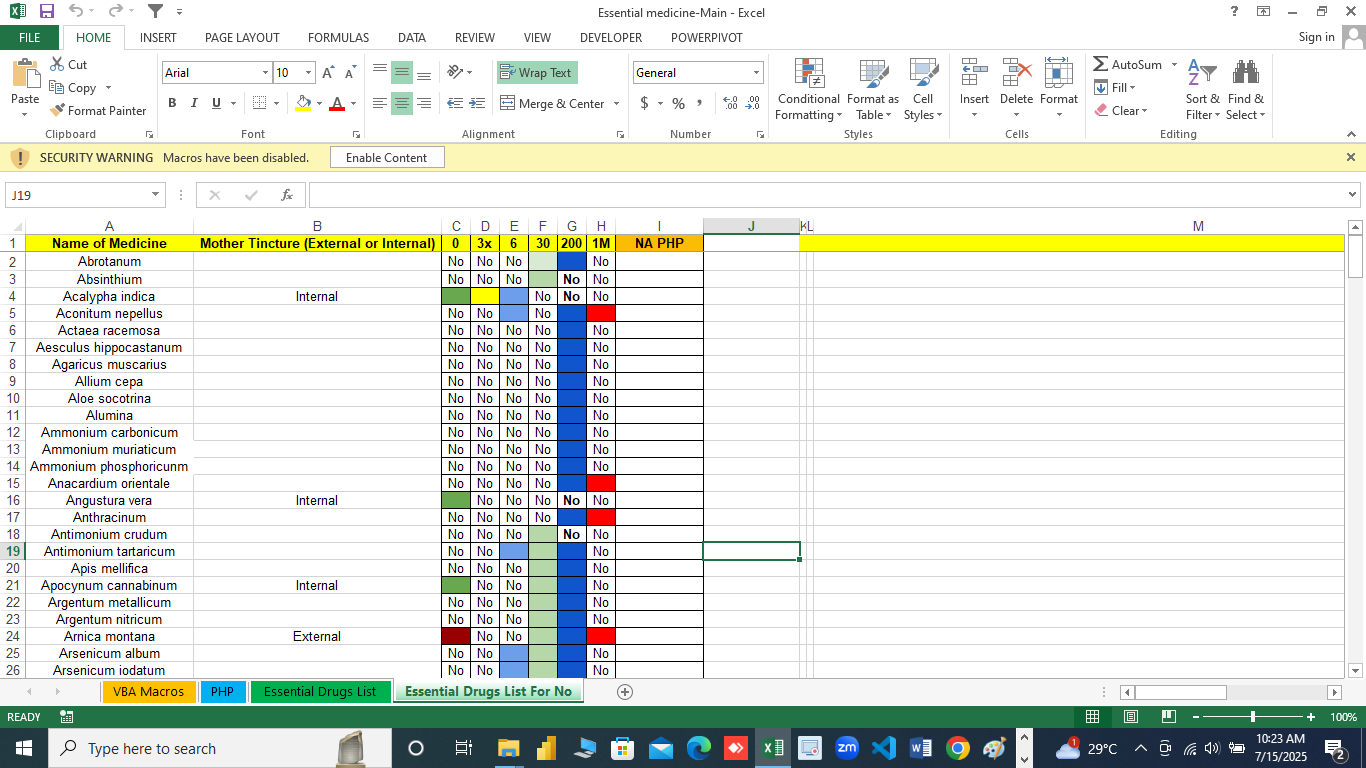 Essential medicine-Main - Excel
?
FILE HOME INSERT PAGE LAYOUT FORMULAS DATA REVIEW VIEW DEVELOPER POWERPIVOT Sign in
Paste
Cut
Copy
Format Painter
Clipboard
Arial 10
B I U
Font
Wrap Text
Merge & Center
Alignment
General
$ % ,
Number
Conditional Formatting
Format as Table
Cell Styles
Styles
Insert Delete Format
Cells
AutoSum
Fill
Clear
Sort & Filter
Find & Select
Editing
SECURITY WARNING Macros have been disabled. Enable Content
J19 fx
A B C D E F G H I J K L M
1 Name of Medicine Mother Tincture (External or Internal) 0 3x 6 30 200 1M NA PHP
2 Abrotanum No No No No
3 Absinthium No No No No No
4 Acalypha indica Internal No No No
5 Aconitum nepellus No No No
6 Actaea racemosa No No No No No
7 Aesculus hippocastanum No No No No No
8 Agaricus muscarius No No No No No
9 Allium cepa No No No No No
10 Aloe socotrina No No No No No
11 Alumina No No No No No
12 Ammonium carbonicum No No No No No
13 Ammonium muriaticum No No No No No
14 Ammonium phosphoricunm No No No No No
15 Anacardium orientale No No No No
16 Angustura vera Internal No No No No No
17 Anthracinum No No No No
18 Antimonium crudum No No No No No
19 Antimonium tartaricum No No No
20 Apis mellifica No No No No
21 Apocynum cannabinum Internal No No No
22 Argentum metallicum No No No No
23 Argentum nitricum No No No No
24 Arnica montana External No No
25 Arsenicum album No No No
26 Arsenicum iodatum No No No
VBA Macros PHP Essential Drugs List Essential Drugs List For No
READY 100%
Type here to search
zm
29°C
10:23 AM
7/15/2025
1
2